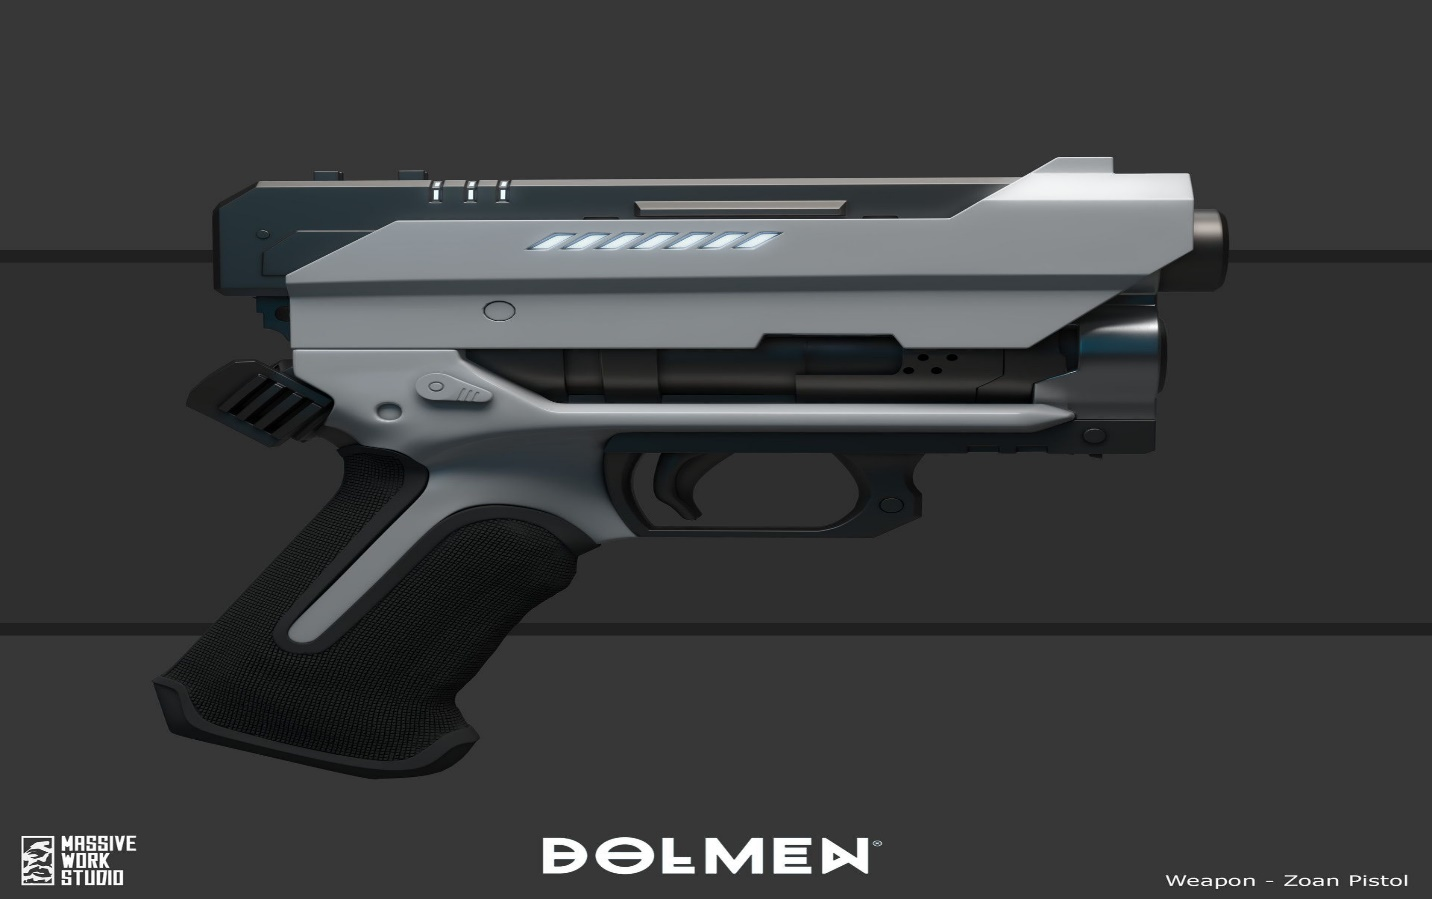 MASSIVE
WORK
STUDIO
DOLMEN®
Weapon - Zoan Pistol